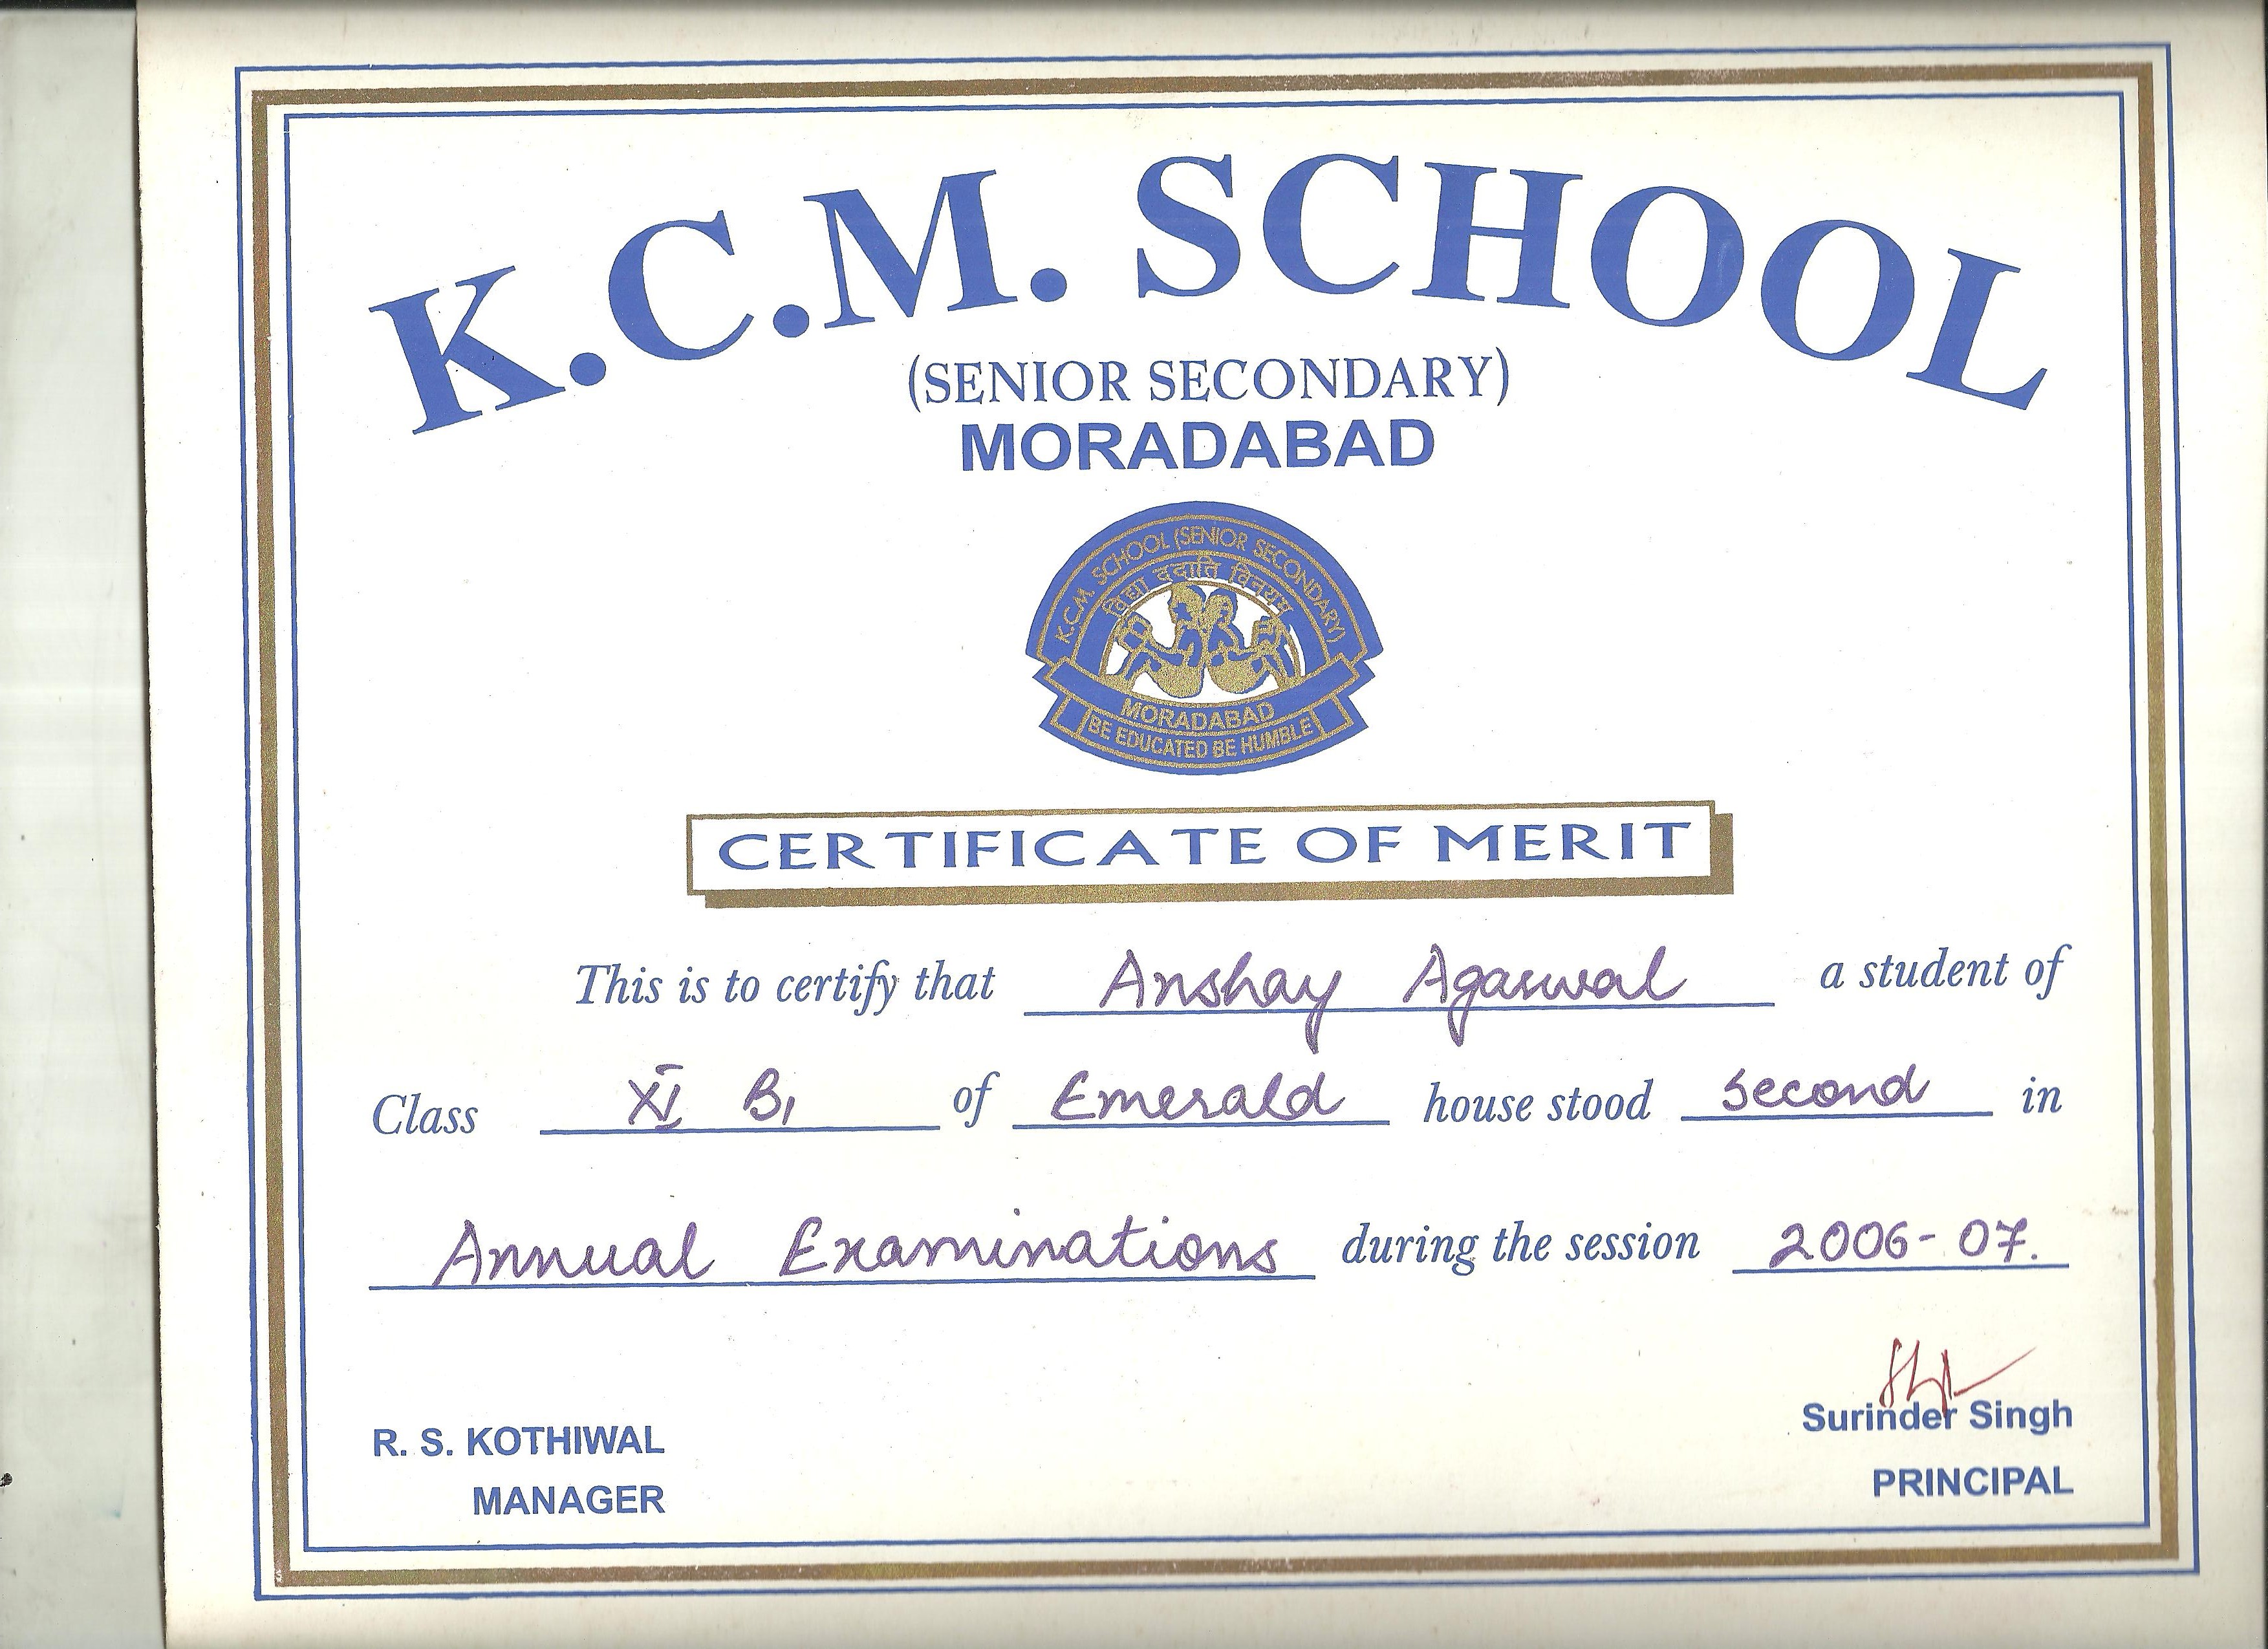 K.C.M. SCHOOL
(SENIOR SECONDARY)
MORADABAD
K.C.M. SCHOOL (SENIOR SECONDARY)
विद्या ददाति विनयम
MORADABAD
BE EDUCATED BE HUMBLE
CERTIFICATE OF MERIT
This is to certify that Anshay Agarwal a student of
Class XI B1 of Emerald house stood Second in
Annual Examinations during the session 2006-07.
R. S. KOTHIWAL
MANAGER
Surinder Singh
PRINCIPAL